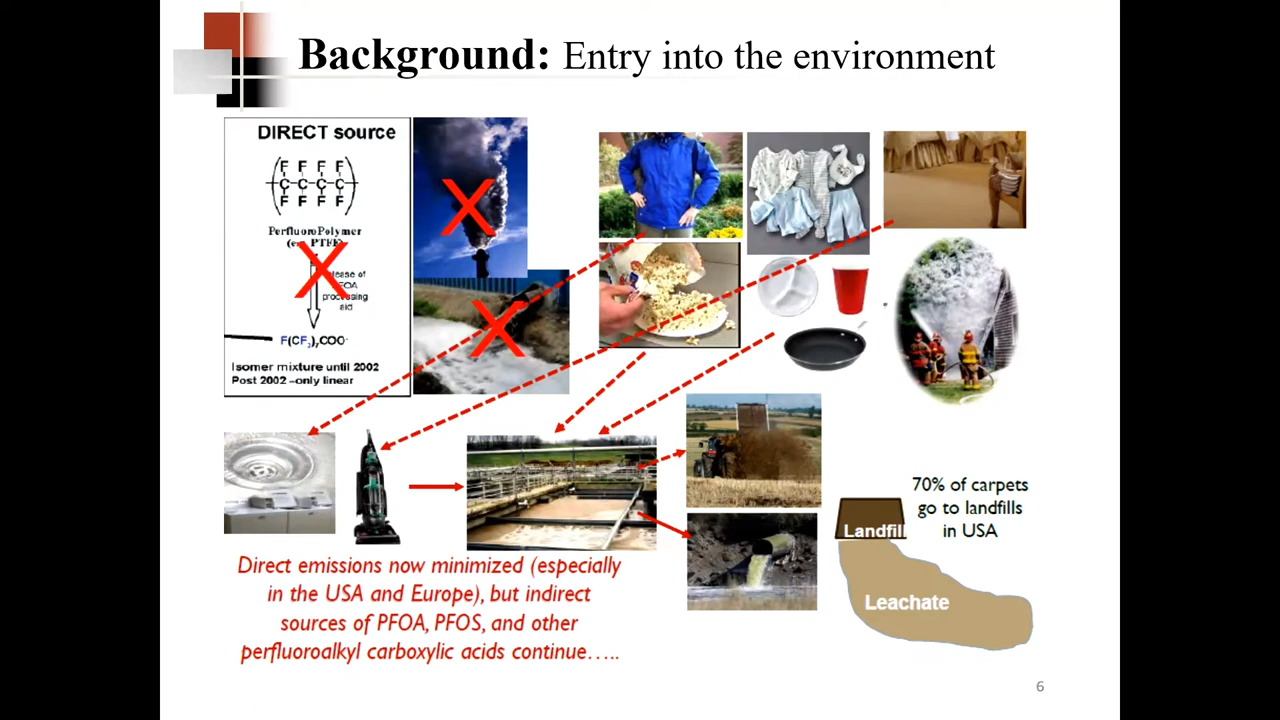 Background: Entry into the environment
DIRECT source
F F F F
C C C C
F F F F
PerfluoroPolymer
PTFE)
processing
aid
F(CF2)7COO-
Isomer mixture until 2002
Post 2002 –only linear
70% of carpets
go to landfills
in USA
Landfill
Leachate
Direct emissions now minimized (especially
in the USA and Europe), but indirect
sources of PFOA, PFOS, and other
perfluoroalkyl carboxylic acids continue…..
6